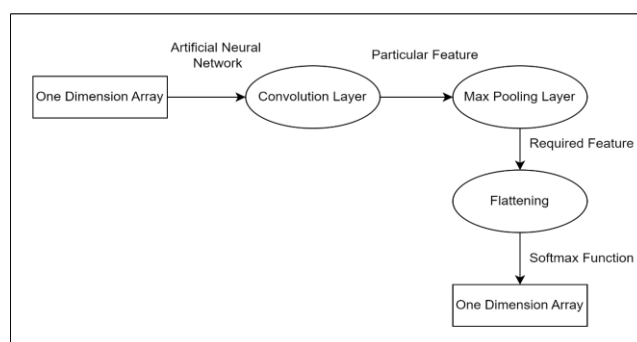 Artificial Neural
Network
Particular Feature
One Dimension Array
Convolution Layer
Max Pooling Layer
Required Feature
Flattening
Softmax Function
One Dimension Array